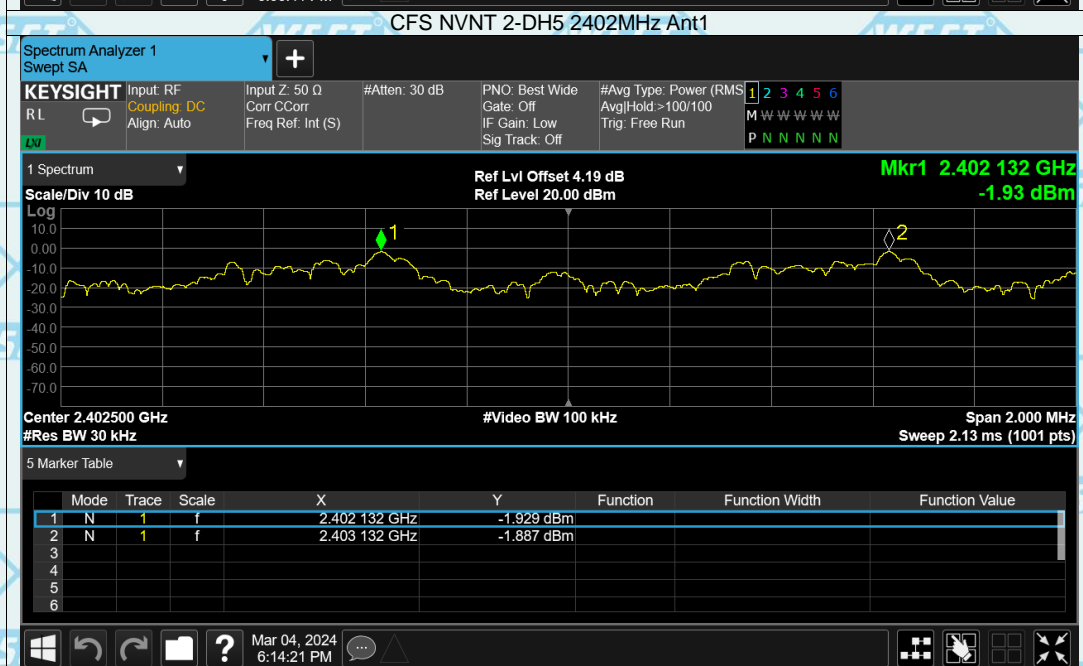 CFS NVNT 2-DH5 2402MHz Ant1
Spectrum Analyzer 1
Swept SA
+
KEYSIGHT
RL
LXI
Input: RF
Coupling: DC
Align: Auto
Input Z: 50 Ω
Corr CCorr
Freq Ref: Int (S)
#Atten: 30 dB
PNO: Best Wide
Gate: Off
IF Gain: Low
Sig Track: Off
#Avg Type: Power (RMS
Avg|Hold:>100/100
Trig: Free Run
1 2 3 4 5 6
M W W W W W
P N N N N N
1 Spectrum
Scale/Div 10 dB
Ref Lvl Offset 4.19 dB
Ref Level 20.00 dBm
Mkr1 2.402 132 GHz
-1.93 dBm
Log
10.0
0.00
-10.0
-20.0
-30.0
-40.0
-50.0
-60.0
-70.0
1
2
Center 2.402500 GHz
#Res BW 30 kHz
#Video BW 100 kHz
Span 2.000 MHz
Sweep 2.13 ms (1001 pts)
5 Marker Table
Mode Trace Scale X Y Function Function Width Function Value
1 N 1 f 2.402 132 GHz -1.929 dBm
2 N 1 f 2.403 132 GHz -1.887 dBm
3
4
5
6
?
Mar 04, 2024
6:14:21 PM